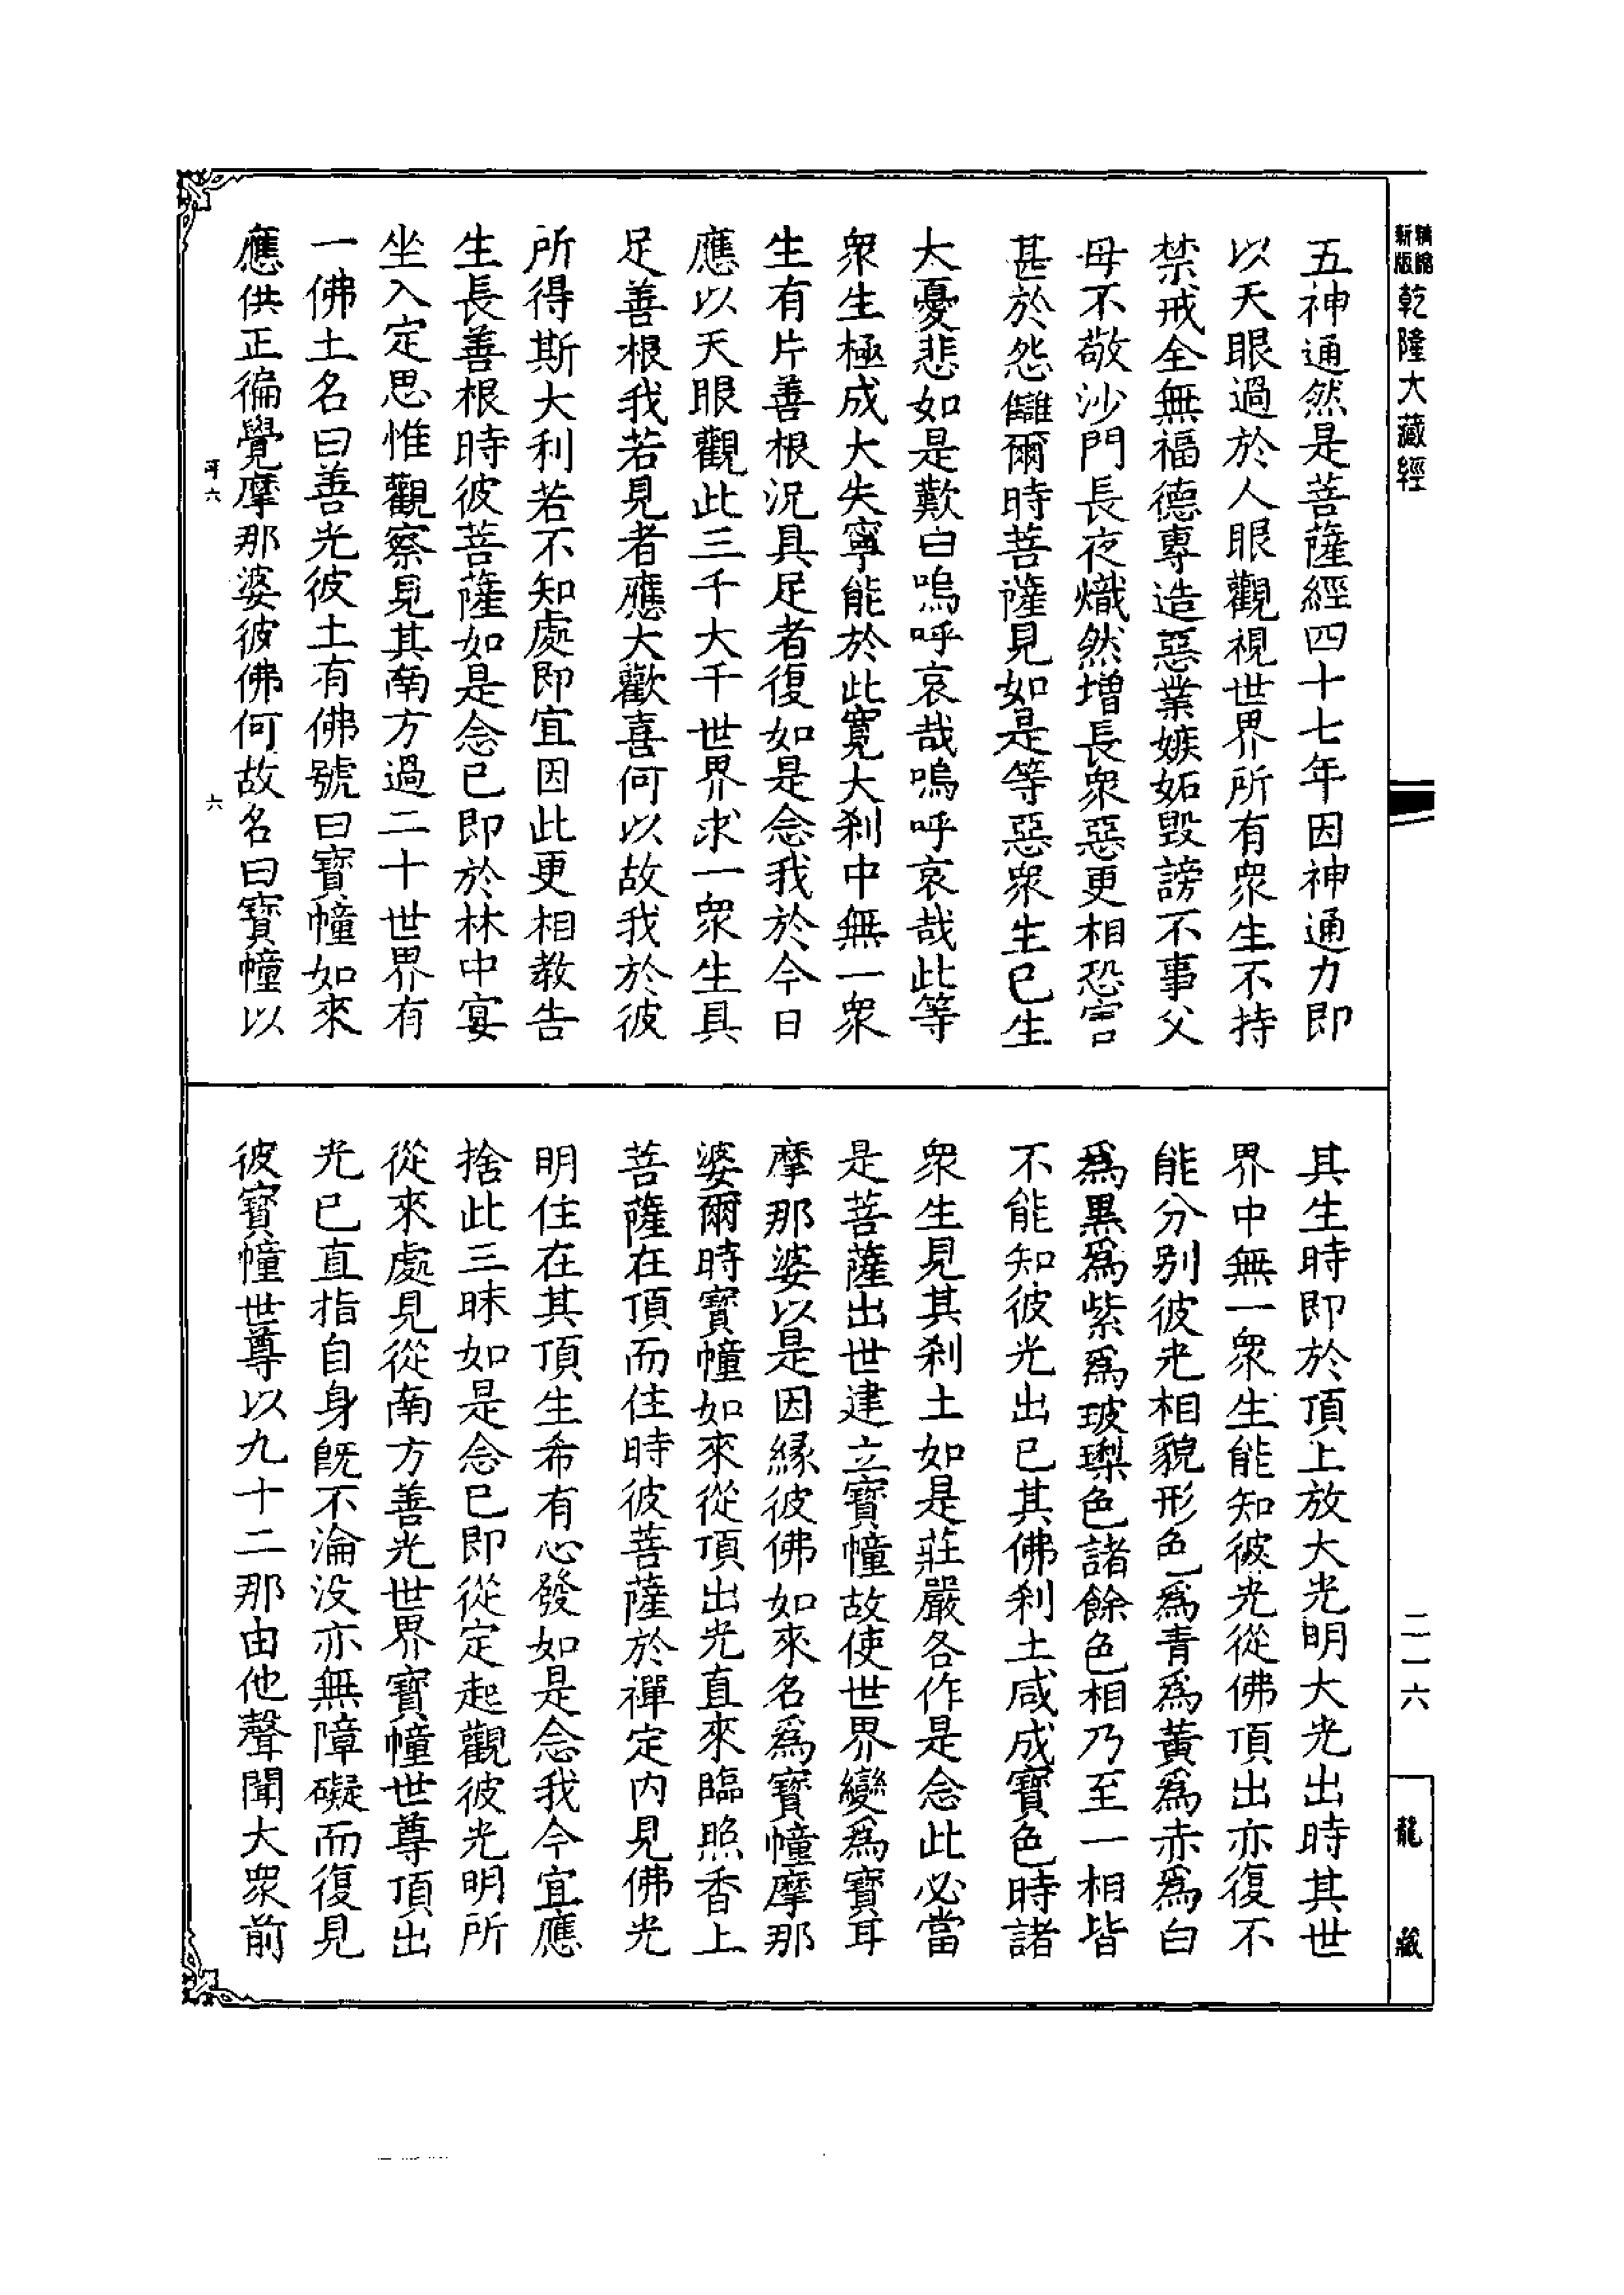 新版精縮乾隆大藏經
五神通然是菩薩經四十七年因神通力即
以天眼過於人眼觀視世界所有衆生不持
禁戒全無福德專造惡業嫉妬毀謗不事父
母不敬沙門長夜熾然增長衆惡更相恐害
甚於怨讎爾時菩薩見如是等惡衆生已生
大憂悲如是歎曰嗚呼哀哉嗚呼哀哉此等
衆生極成大失寧能於此寬大刹中無一衆
生有片善根況具足者復如是念我於今日
應以天眼觀此三千大千世界求一衆生具
足善根我若見者應大歡喜何以故我於彼
所得斯大利若不知處即宜因此更相教告
生長善根時彼菩薩如是念已即於林中宴
坐入定思惟觀察見其南方過二十世界有
一佛土名曰善光彼土有佛號曰寶幢如來
應供正徧覺摩那婆彼佛何故名曰寶幢以
六
六
其生時即於頂上放大光明大光出時其世
界中無一衆生能知彼光從佛頂出亦復不
能分别彼光相貌形色爲青爲黃爲赤爲白
爲黑爲紫爲玻瓈色諸餘色相乃至一相皆
不能知彼光出已其佛刹土咸成寶色時諸
衆生見其刹土如是莊嚴各作是念此必當
是菩薩出世建立寶幢故使世界變爲寶耳
摩那婆以是因緣彼佛如來名爲寶幢摩那
婆爾時寶幢如來從頂出光直來臨照香上
菩薩在頂而住時彼菩薩於禪定内見佛光
明住在其頂生希有心發如是念我今宜應
捨此三昧如是念已即從定起觀彼光明所
從來處見從南方善光世界寶幢世尊頂出
光已直指自身旣不淪没亦無障礙而復見
彼寶幢世尊以九十二那由他聲聞大衆前
二一六
龍藏